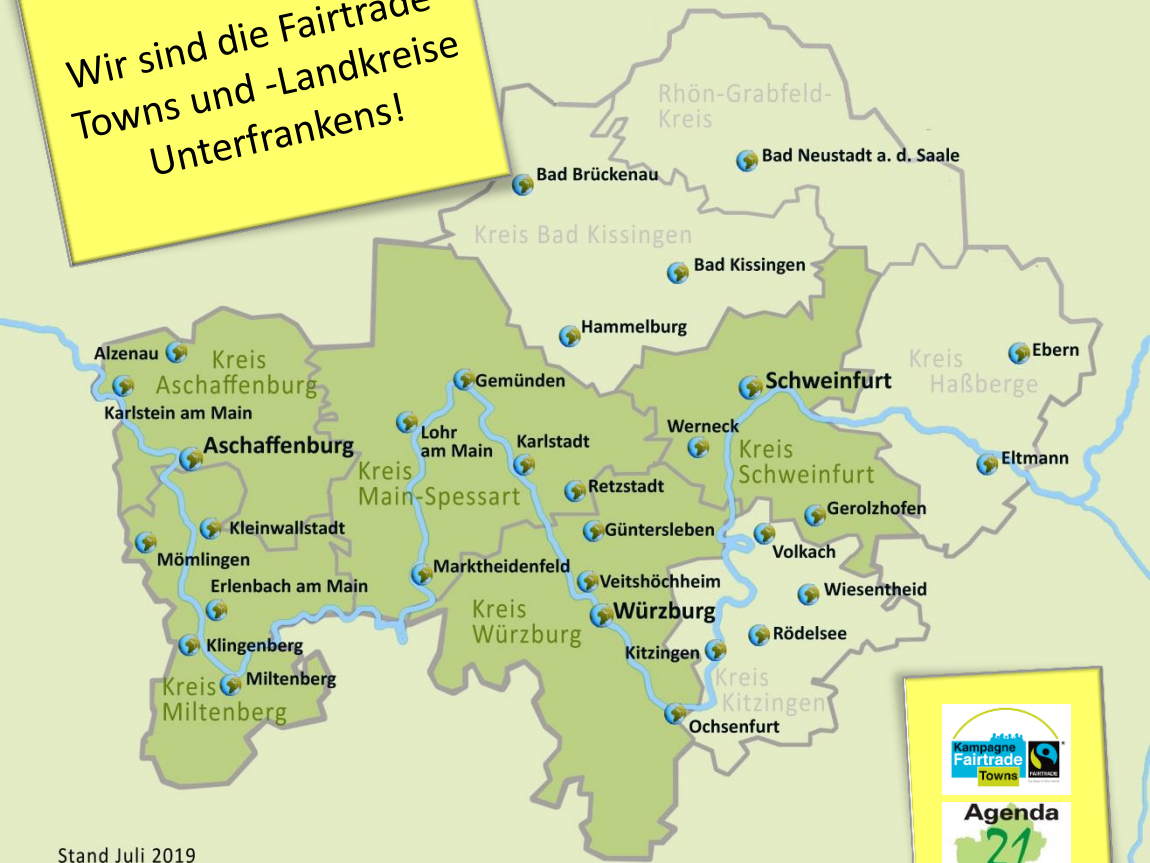 Wir sind die Fairtrade
Towns und -Landkreise
Unterfrankens!
Rhön-Grabfeld-
Kreis
Bad Neustadt a. d. Saale
Bad Brückenau
Kreis Bad Kissingen
Bad Kissingen
Hammelburg
Alzenau
Kreis
Aschaffenburg
Karlstein am Main
Aschaffenburg
Gemünden
Lohr
am Main
Karlstadt
Kreis
Main-Spessart
Retzstadt
Schweinfurt
Werneck
Kreis
Schweinfurt
Kreis
Haßberge
Ebern
Eltmann
Gerolzhofen
Volkach
Kleinwallstadt
Mömlingen
Erlenbach am Main
Güntersleben
Marktheidenfeld
Veitshöchheim
Würzburg
Kreis
Würzburg
Wiesentheid
Rödelsee
Kitzingen
Kreis
Kitzingen
Ochsenfurt
Klingenberg
Miltenberg
Kreis
Miltenberg
Kampagne
Fairtrade
Towns
FAIRTRADE
Agenda
21
Stand Juli 2019